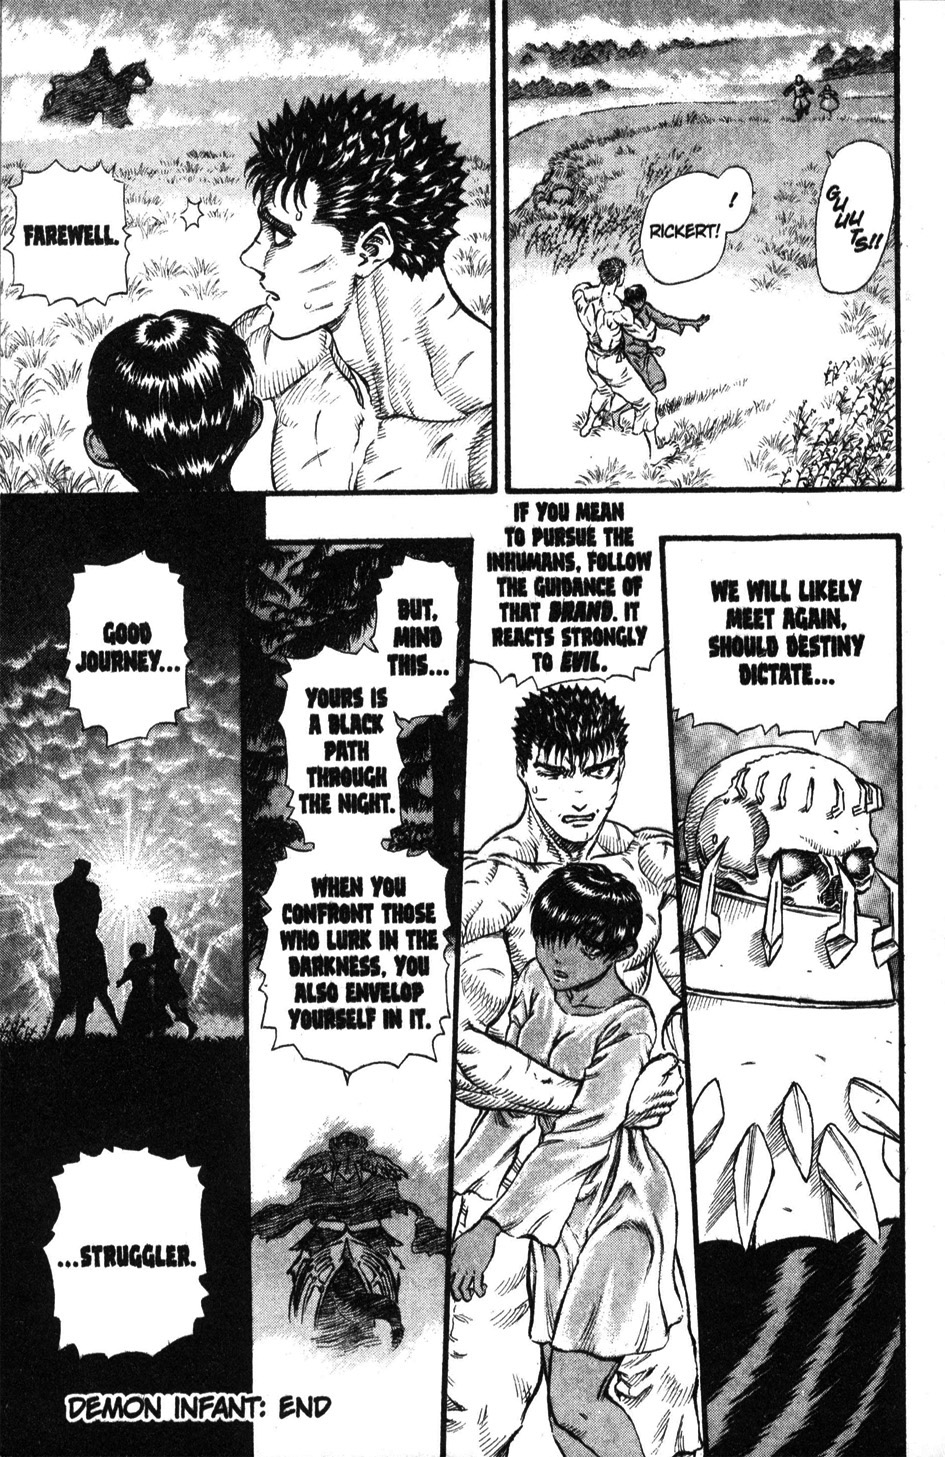 GUUUTS!!
!
RICKERT!
FAREWELL.
WE WILL LIKELY
MEET AGAIN,
SHOULD DESTINY
DICTATE...
IF YOU MEAN
TO PURSUE THE
INHUMANS, FOLLOW
THE GUIDANCE OF
THAT BRAND. IT
REACTS STRONGLY
TO EVIL.
BUT,
MIND
THIS...
YOURS IS
A BLACK
PATH
THROUGH
THE NIGHT.
WHEN YOU
CONFRONT THOSE
WHO LURK IN THE
DARKNESS, YOU
ALSO ENVELOP
YOURSELF IN IT.
GOOD
JOURNEY...
...STRUGGLER.
DEMON INFANT: END